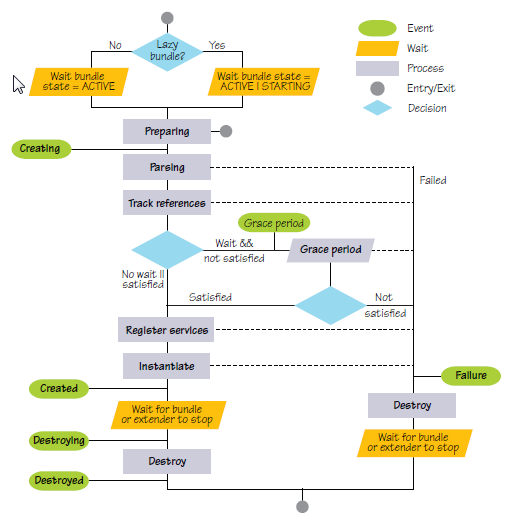 Lazy
bundle?
No
Yes
Wait bundle
state = ACTIVE
Wait bundle state =
ACTIVE | STARTING
Event
Wait
Process
Entry/Exit
Decision
Preparing
Creating
Parsing
Failed
Track references
Grace period
Wait &&
not satisfied
Grace period
No wait ||
satisfied
Satisfied
Not
satisfied
Register services
Instantiate
Failure
Created
Wait for bundle
or extender to stop
Destroy
Destroying
Wait for bundle
or extender to stop
Destroy
Destroyed